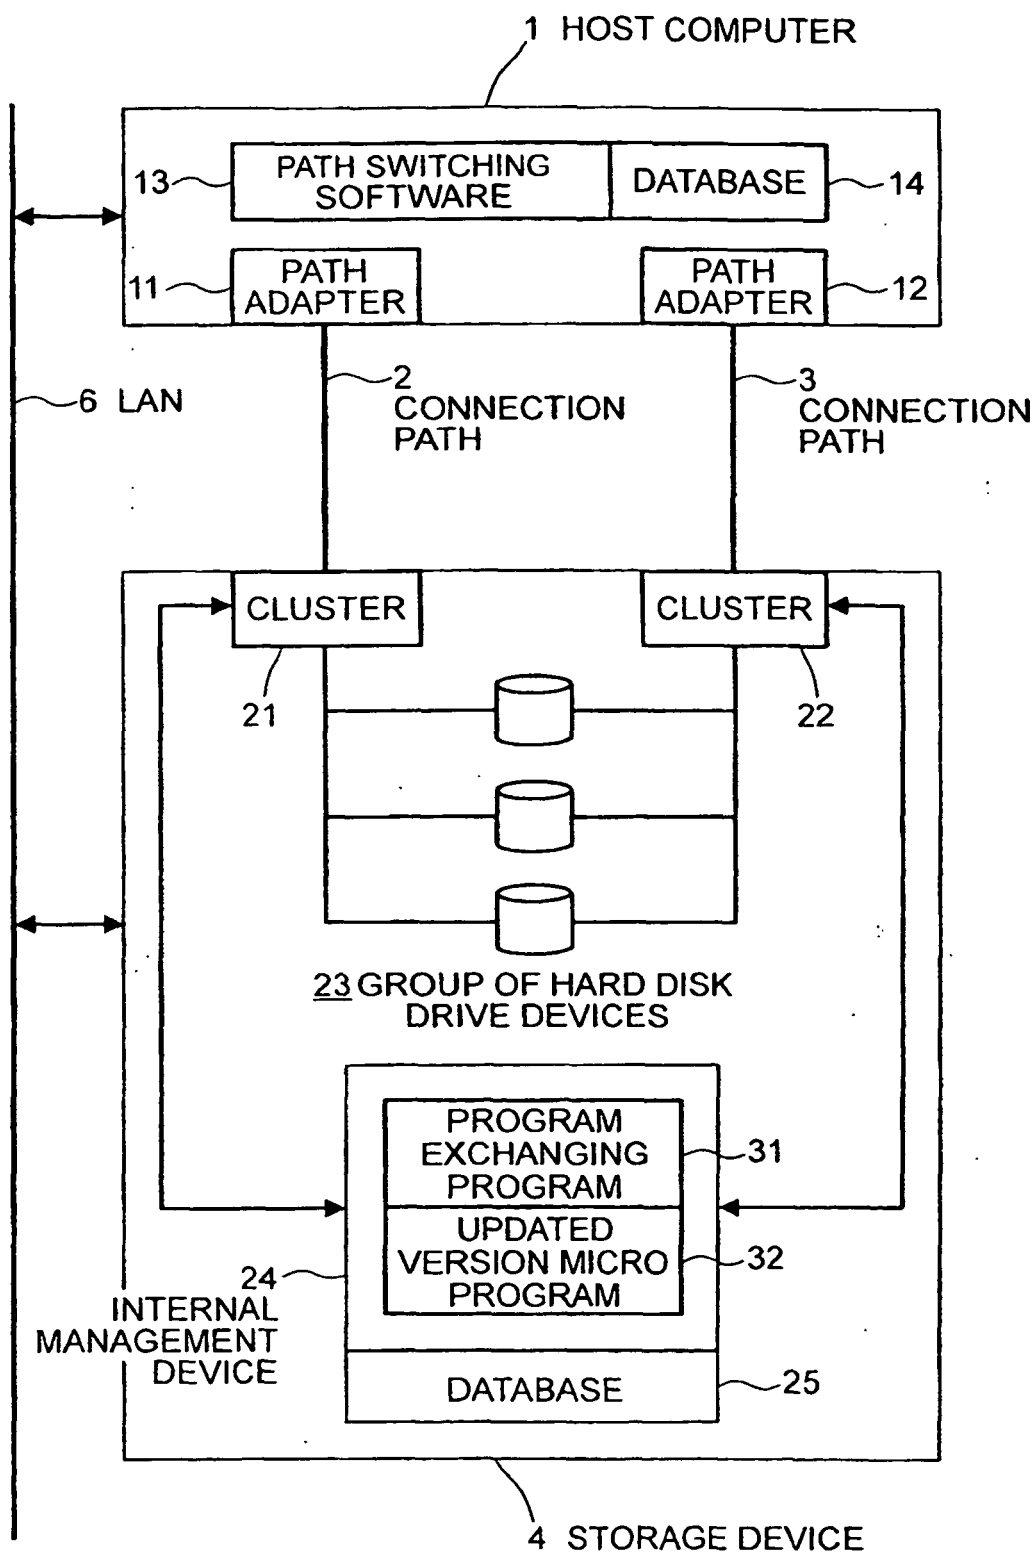 1 HOST COMPUTER
13
PATH SWITCHING
SOFTWARE
DATABASE
14
11
PATH
ADAPTER
PATH
ADAPTER
12
6 LAN
2
CONNECTION
PATH
3
CONNECTION
PATH
CLUSTER
CLUSTER
21
22
23 GROUP OF HARD DISK
DRIVE DEVICES
PROGRAM
EXCHANGING
PROGRAM
31
UPDATED
VERSION MICRO
PROGRAM
32
24
INTERNAL
MANAGEMENT
DEVICE
DATABASE
25
4 STORAGE DEVICE